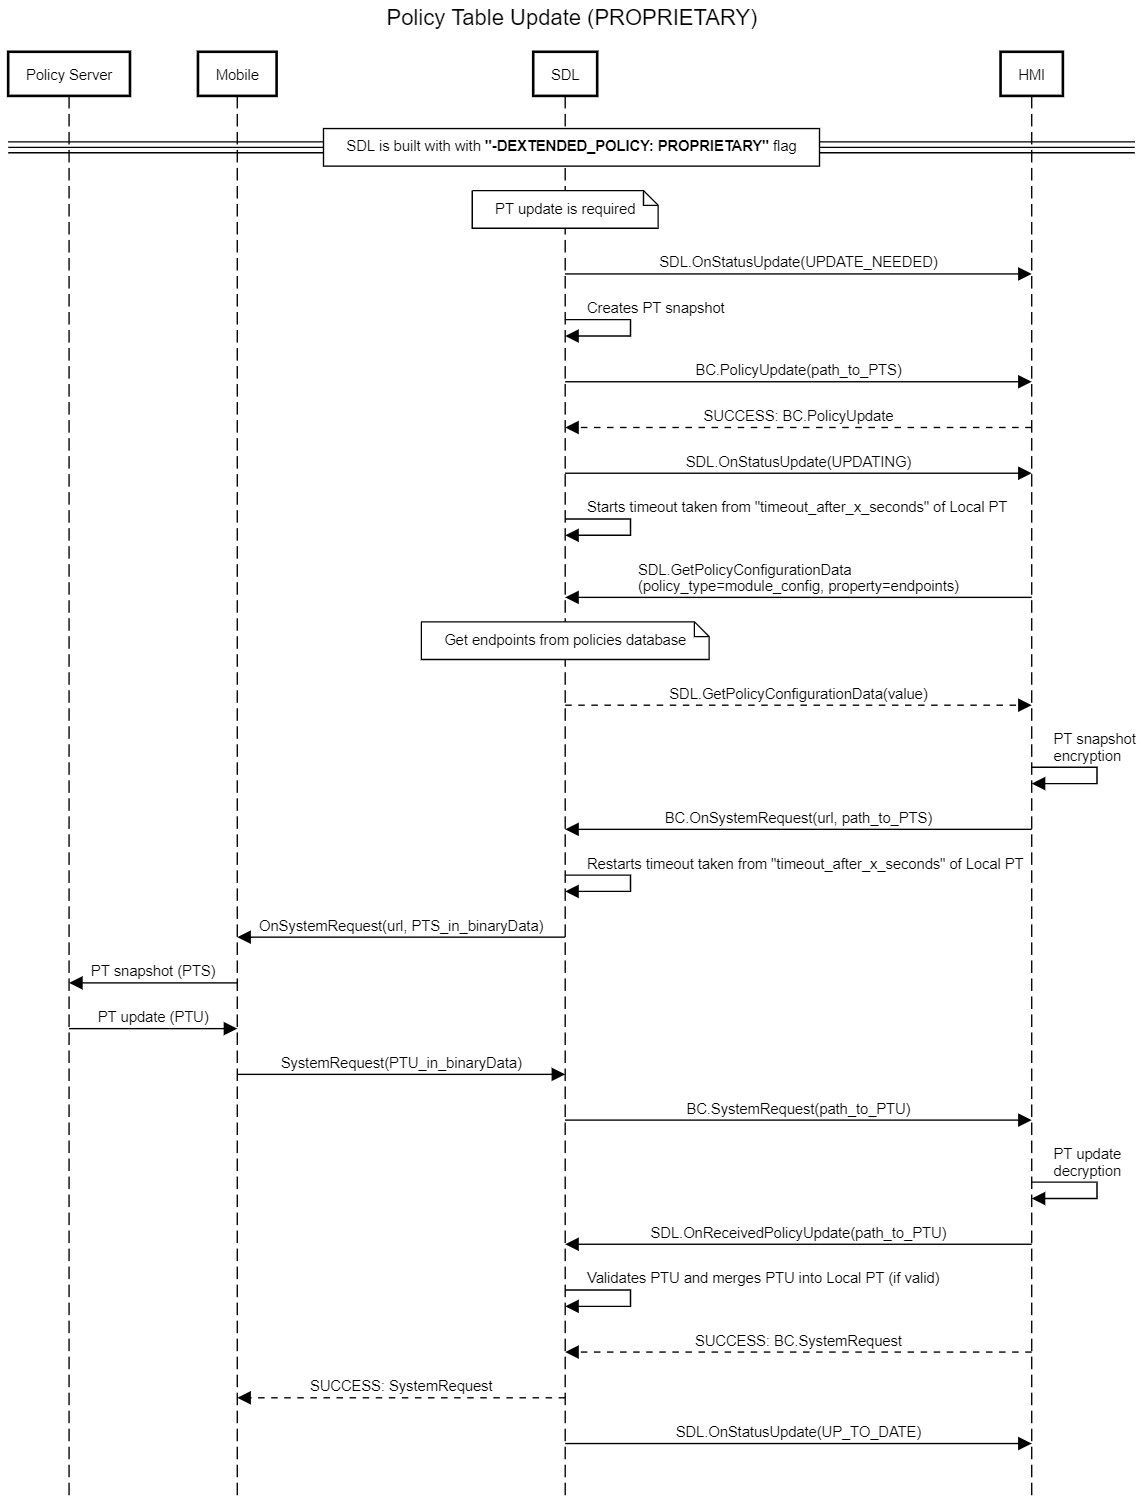 Policy Table Update (PROPRIETARY)
Policy Server
Mobile
SDL
HMI
SDL is built with with "-DEXTENDED_POLICY: PROPRIETARY" flag
PT update is required
SDL.OnStatusUpdate(UPDATE_NEEDED)
Creates PT snapshot
BC.PolicyUpdate(path_to_PTS)
SUCCESS: BC.PolicyUpdate
SDL.OnStatusUpdate(UPDATING)
Starts timeout taken from "timeout_after_x_seconds" of Local PT
SDL.GetPolicyConfigurationData
(policy_type=module_config, property=endpoints)
Get endpoints from policies database
SDL.GetPolicyConfigurationData(value)
PT snapshot
encryption
BC.OnSystemRequest(url, path_to_PTS)
Restarts timeout taken from "timeout_after_x_seconds" of Local PT
OnSystemRequest(url, PTS_in_binaryData)
PT snapshot (PTS)
PT update (PTU)
SystemRequest(PTU_in_binaryData)
BC.SystemRequest(path_to_PTU)
PT update
decryption
SDL.OnReceivedPolicyUpdate(path_to_PTU)
Validates PTU and merges PTU into Local PT (if valid)
SUCCESS: BC.SystemRequest
SUCCESS: SystemRequest
SDL.OnStatusUpdate(UP_TO_DATE)